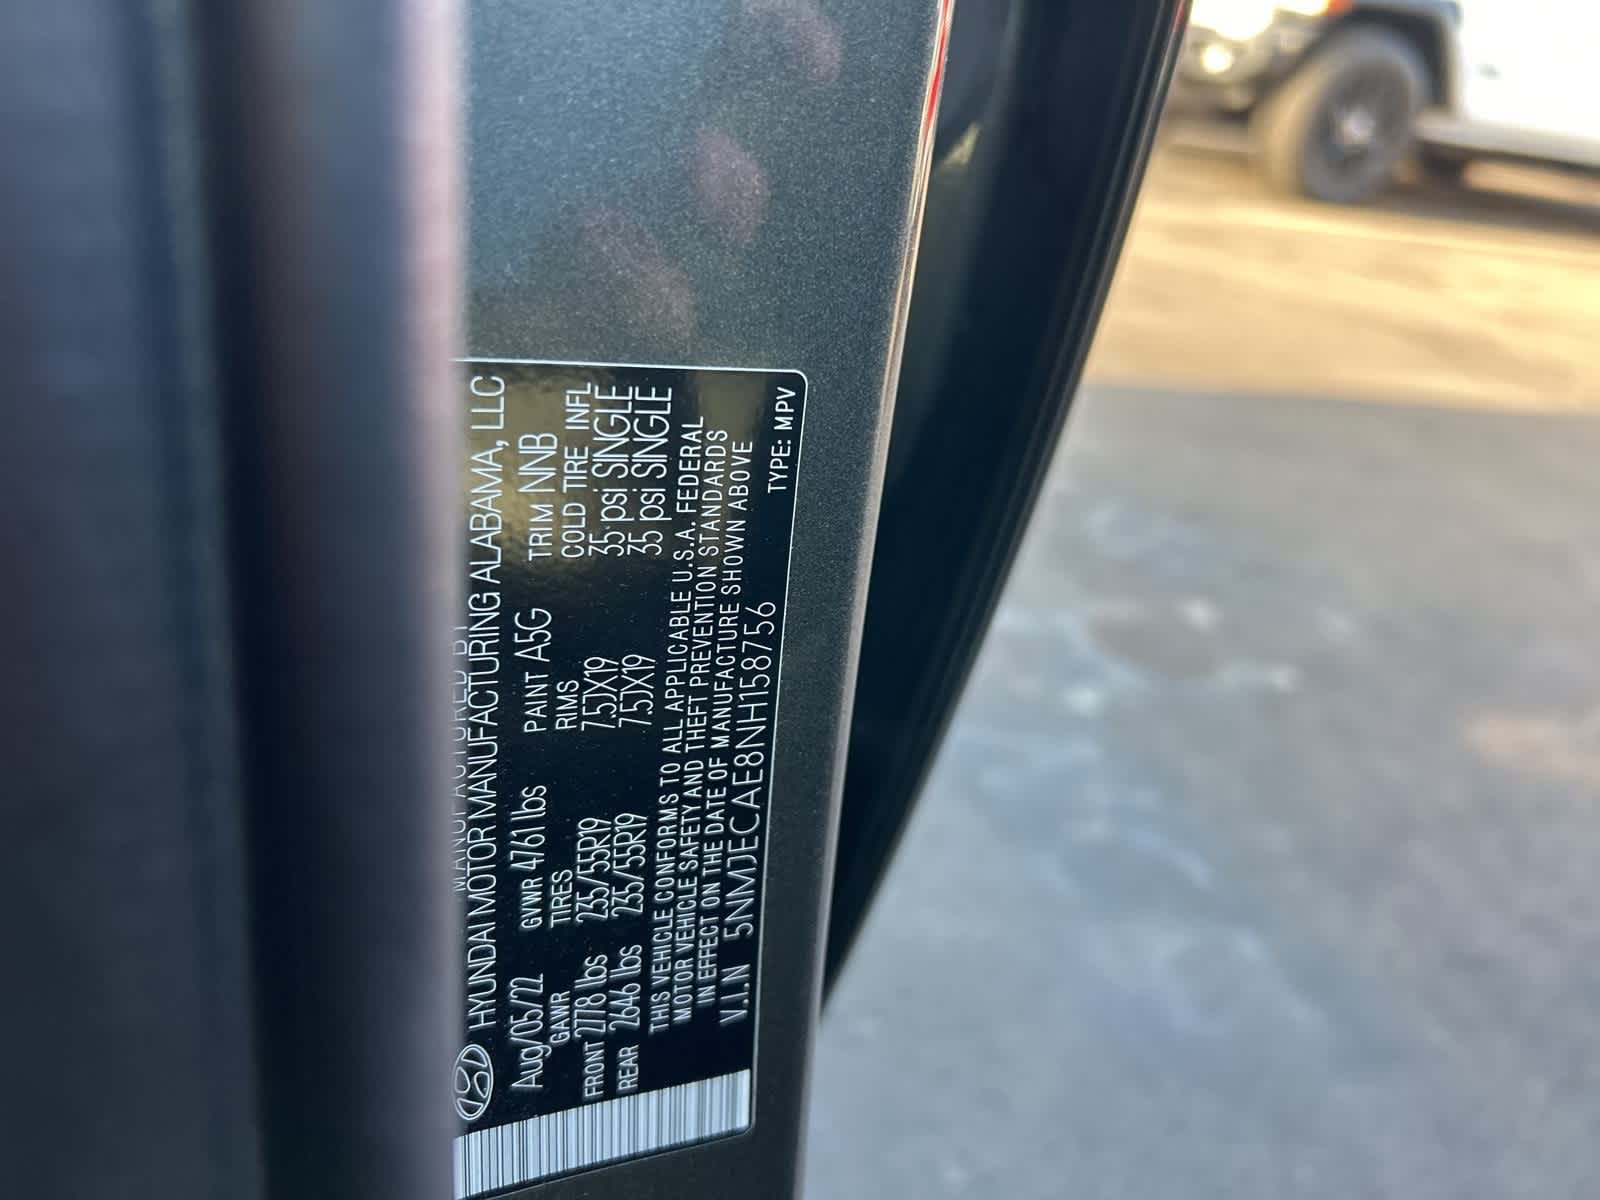 MANUFACTURED BY
HYUNDAI MOTOR MANUFACTURING ALABAMA, LLC
Aug/05/22 GVWR 4761 lbs PAINT A5G TRIM NNB
GAWR TIRES RIMS COLD TIRE INFL
FRONT 2778 lbs 235/55R19 7.5JX19 35 psi SINGLE
REAR 2646 lbs 235/55R19 7.5JX19 35 psi SINGLE
THIS VEHICLE CONFORMS TO ALL APPLICABLE U.S.A. FEDERAL
MOTOR VEHICLE SAFETY AND THEFT PREVENTION STANDARDS
IN EFFECT ON THE DATE OF MANUFACTURE SHOWN ABOVE
V.I.N 5NMJECAE8NH158756
TYPE: MPV